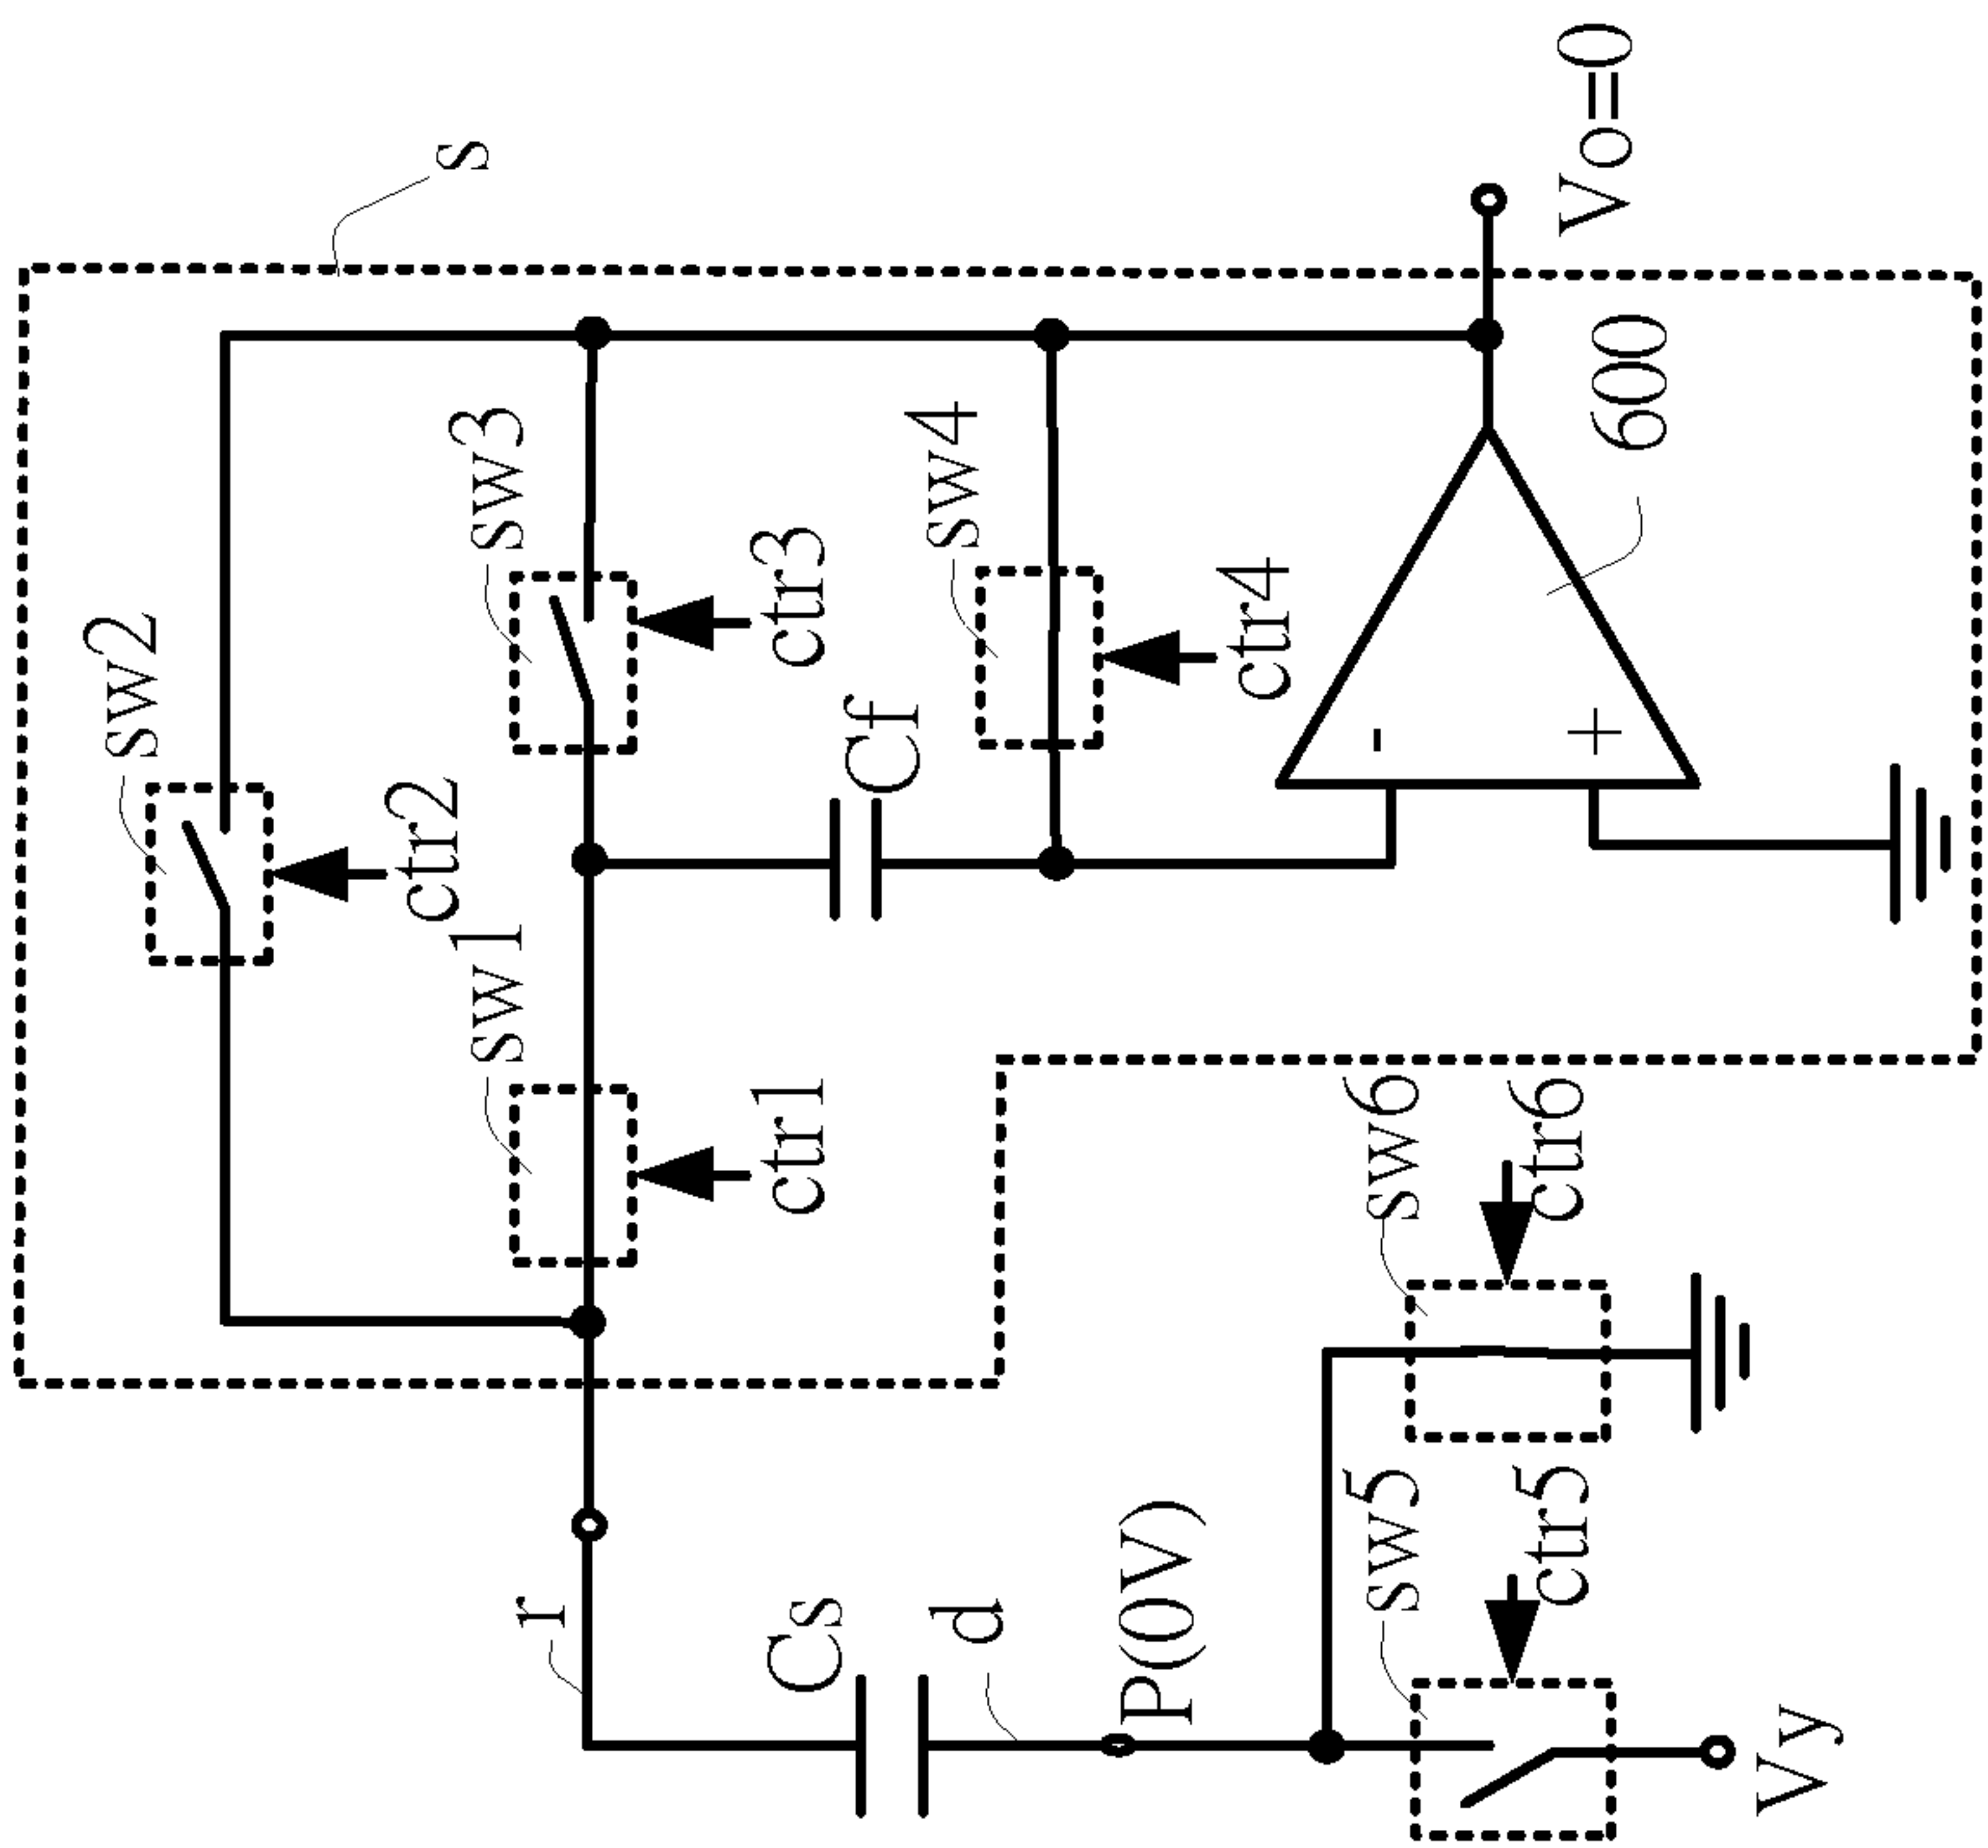 s
sw2
ctr2
sw3
ctr3
sw1
ctr1
Cf
sw4
ctr4
-
+
600
Vo=0
r
Cs
d
P(0V)
sw6
ctr6
sw5
ctr5
Vy